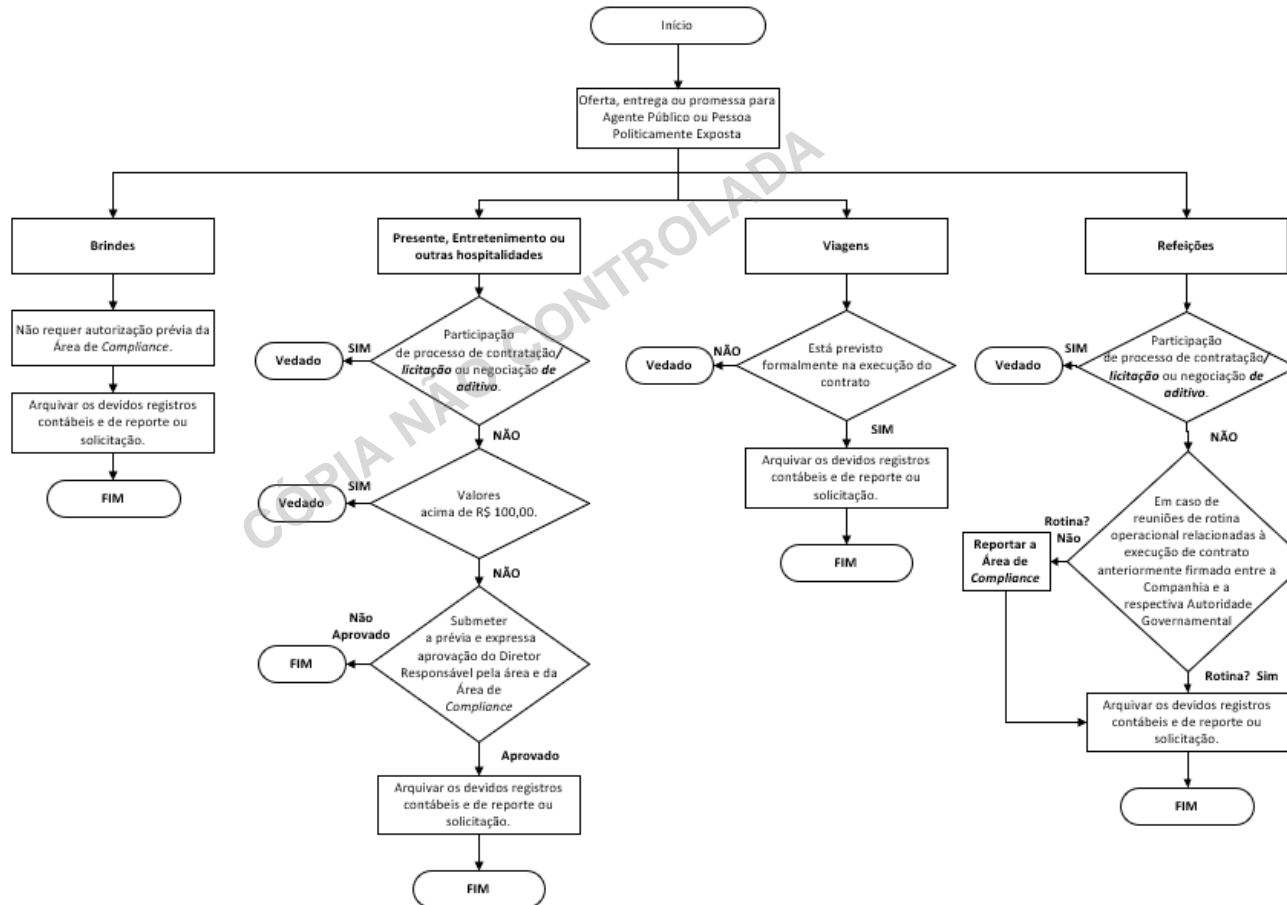 Início
Oferta, entrega ou promessa para
Agente Público ou Pessoa
Politicamente Exposta
Brindes
Não requer autorização prévia da
Área de Compliance.
Arquivar os devidos registros
contábeis e de reporte ou
solicitação.
FIM
Presente, Entretenimento ou
outras hospitalidades
Participação
de processo de contratação/
licitação ou negociação de
aditivo.
SIM
Vedado
NÃO
Valores
acima de R$ 100,00.
SIM
Vedado
NÃO
Submeter
a prévia e expressa
aprovação do Diretor
Responsável pela área e da
Área de
Compliance
Não
Aprovado
FIM
Aprovado
Arquivar os devidos registros
contábeis e de reporte ou
solicitação.
FIM
Viagens
Está previsto
formalmente na execução do
contrato
NÃO
Vedado
SIM
Arquivar os devidos registros
contábeis e de reporte ou
solicitação.
FIM
Refeições
Participação
de processo de contratação/
licitação ou negociação de
aditivo.
SIM
Vedado
NÃO
Em caso de
reuniões de rotina
operacional relacionadas à
execução de contrato
anteriormente firmado entre a
Companhia e a
respectiva Autoridade
Governamental
Rotina?
Não
Reportar a
Área de
Compliance
Rotina? Sim
Arquivar os devidos registros
contábeis e de reporte ou
solicitação.
FIM
CÓPIA NÃO CONTROLADA